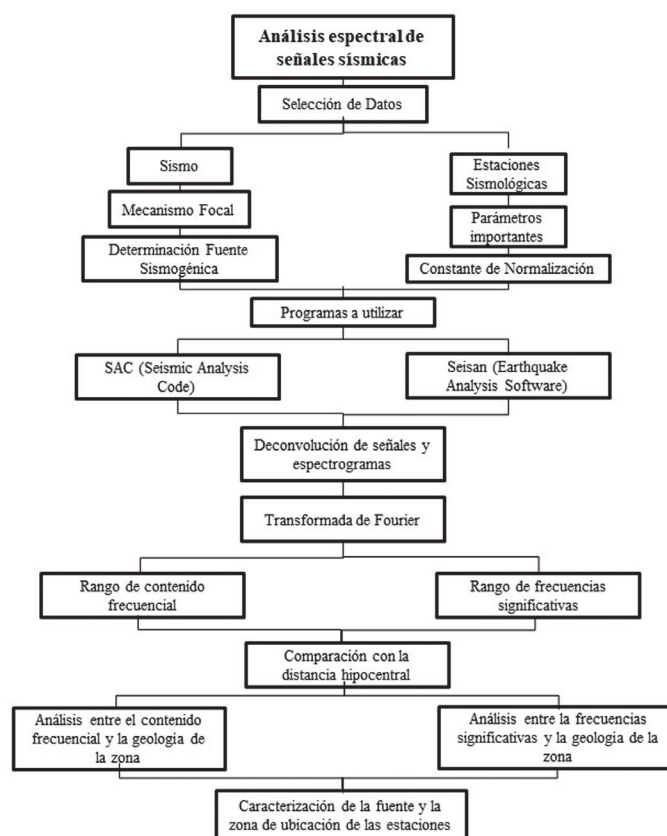 Análisis espectral de
señales sísmicas
Selección de Datos
Sismo
Estaciones
Sismológicas
Mecanismo Focal
Parámetros
importantes
Determinación Fuente
Sismogénica
Constante de Normalización
Programas a utilizar
SAC (Seismic Analysis
Code)
Seisan (Earthquake
Analysis Software)
Deconvolución de señales y
espectrogramas
Transformada de Fourier
Rango de contenido
frecuencial
Rango de frecuencias
significativas
Comparación con la
distancia hipocentral
Análisis entre el contenido
frecuencial y la geologia de
la zona
Análisis entre la frecuencias
significativas y la geologia de la
zona
Caracterización de la fuente y la
zona de ubicación de las estaciones